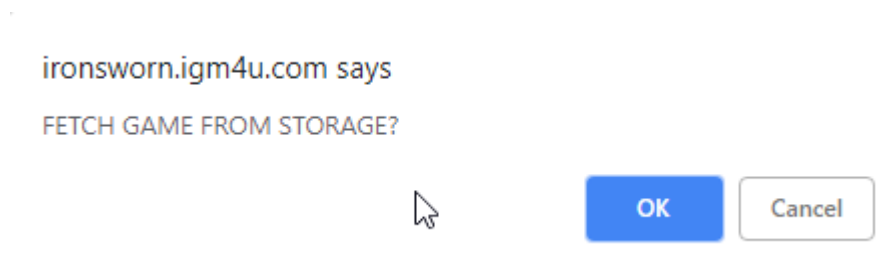 ironsworn.igm4u.com says
FETCH GAME FROM STORAGE?
OK Cancel